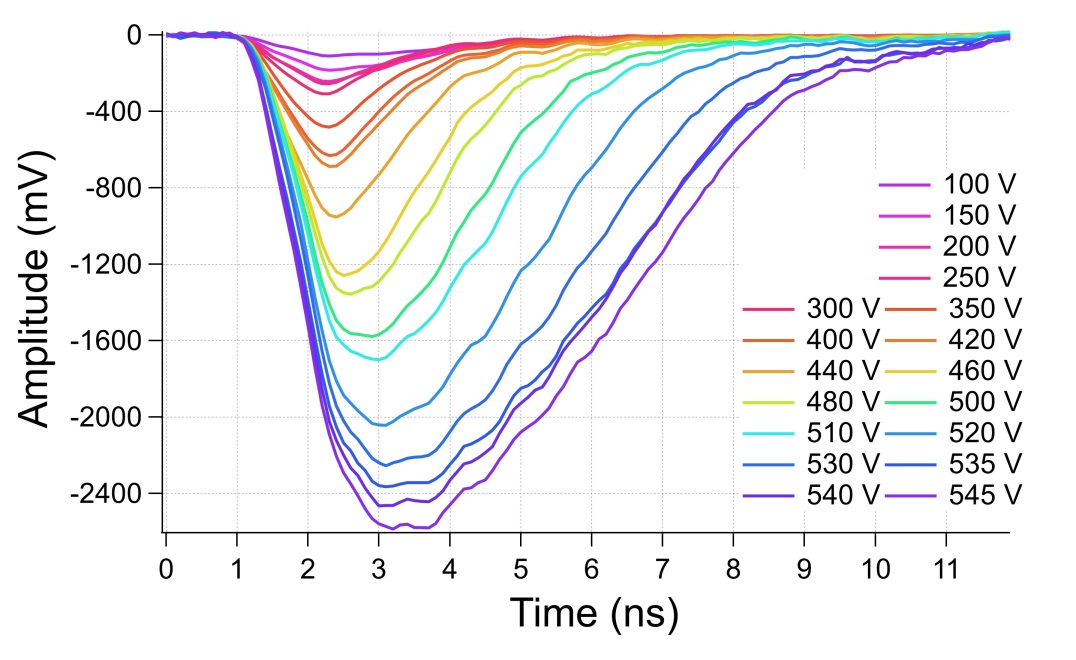 0
-400
-800
-1200
-1600
-2000
-2400
Amplitude (mV)
100 V
150 V
200 V
250 V
300 V 350 V
400 V 420 V
440 V 460 V
480 V 500 V
510 V 520 V
530 V 535 V
540 V 545 V
0 1 2 3 4 5 6 7 8 9 10 11
Time (ns)